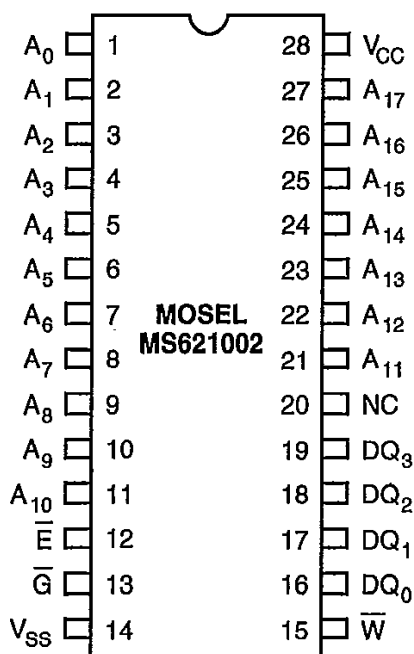 A0 1 28 VCC
A1 2 27 A17
A2 3 26 A16
A3 4 25 A15
A4 5 24 A14
A5 6 23 A13
A6 7 MOSEL 22 A12
MS621002
A7 8 21 A11
A8 9 20 NC
A9 10 19 DQ3
A10 11 18 DQ2
E̅ 12 17 DQ1
G̅ 13 16 DQ0
VSS 14 15 W̅